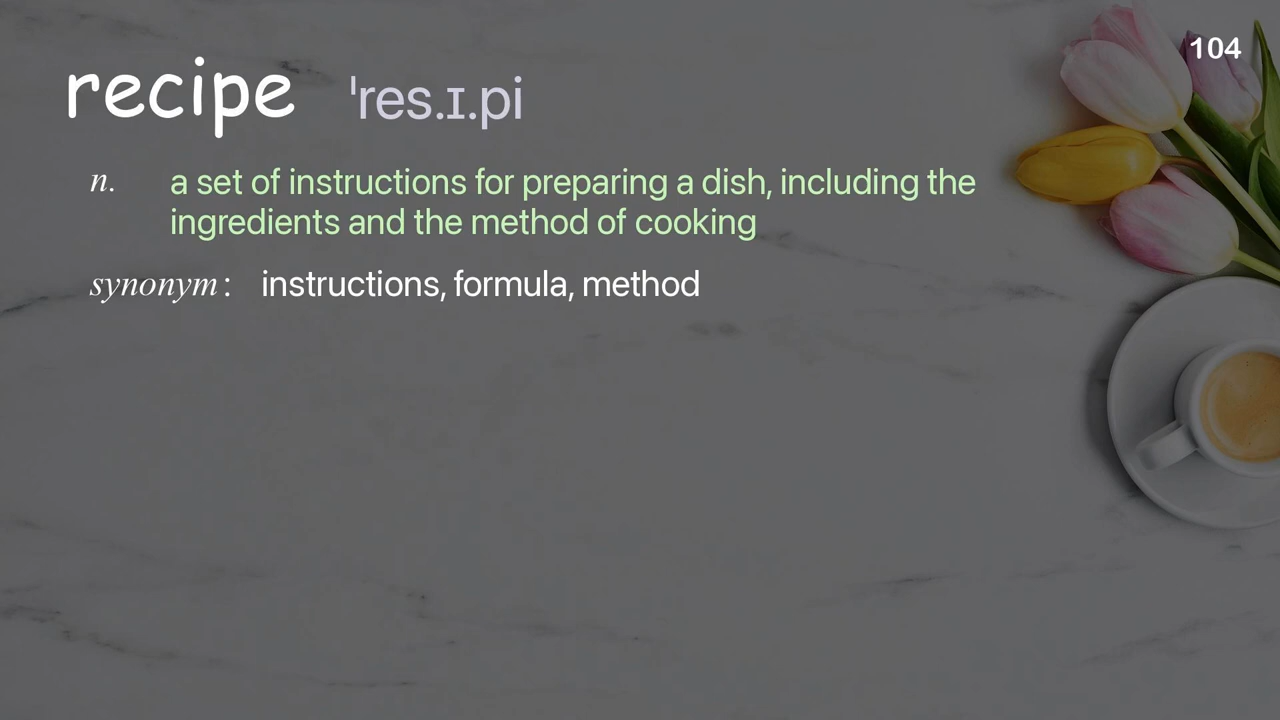 104
recipe ˈres.ɪ.pi
n. a set of instructions for preparing a dish, including the
ingredients and the method of cooking
synonym: instructions, formula, method